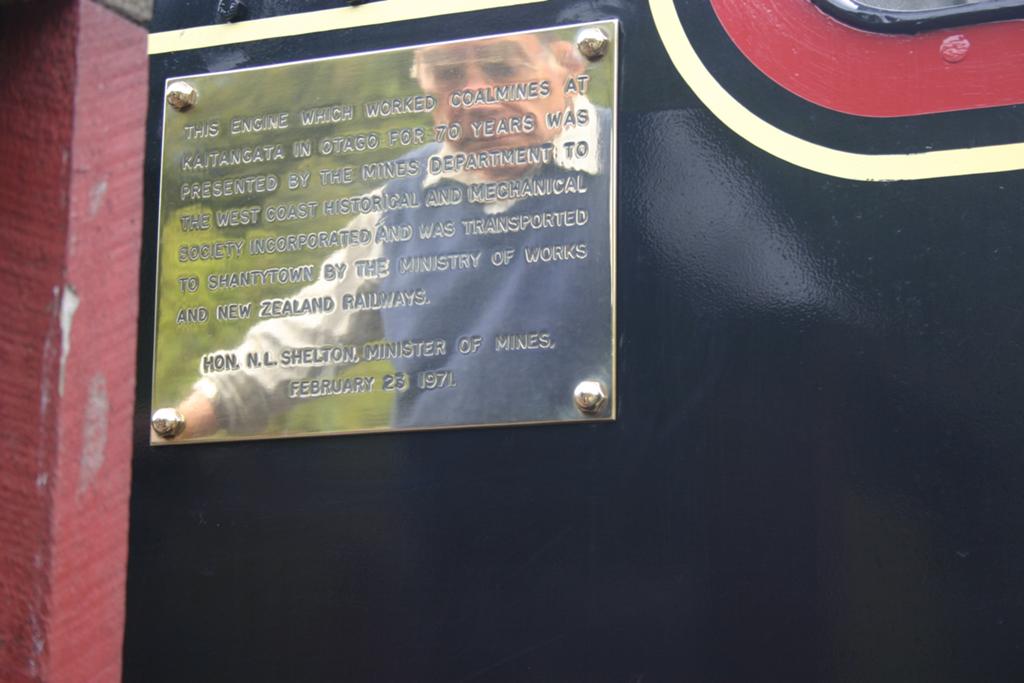 THIS ENGINE WHICH WORKED COALMINES AT
KAITANGATA IN OTAGO FOR 70 YEARS WAS
PRESENTED BY THE MINES DEPARTMENT TO
THE WEST COAST HISTORICAL AND MECHANICAL
SOCIETY INCORPORATED AND WAS TRANSPORTED
TO SHANTYTOWN BY THE MINISTRY OF WORKS
AND NEW ZEALAND RAILWAYS.
HON. N.L. SHELTON, MINISTER OF MINES,
FEBRUARY 23 1971.